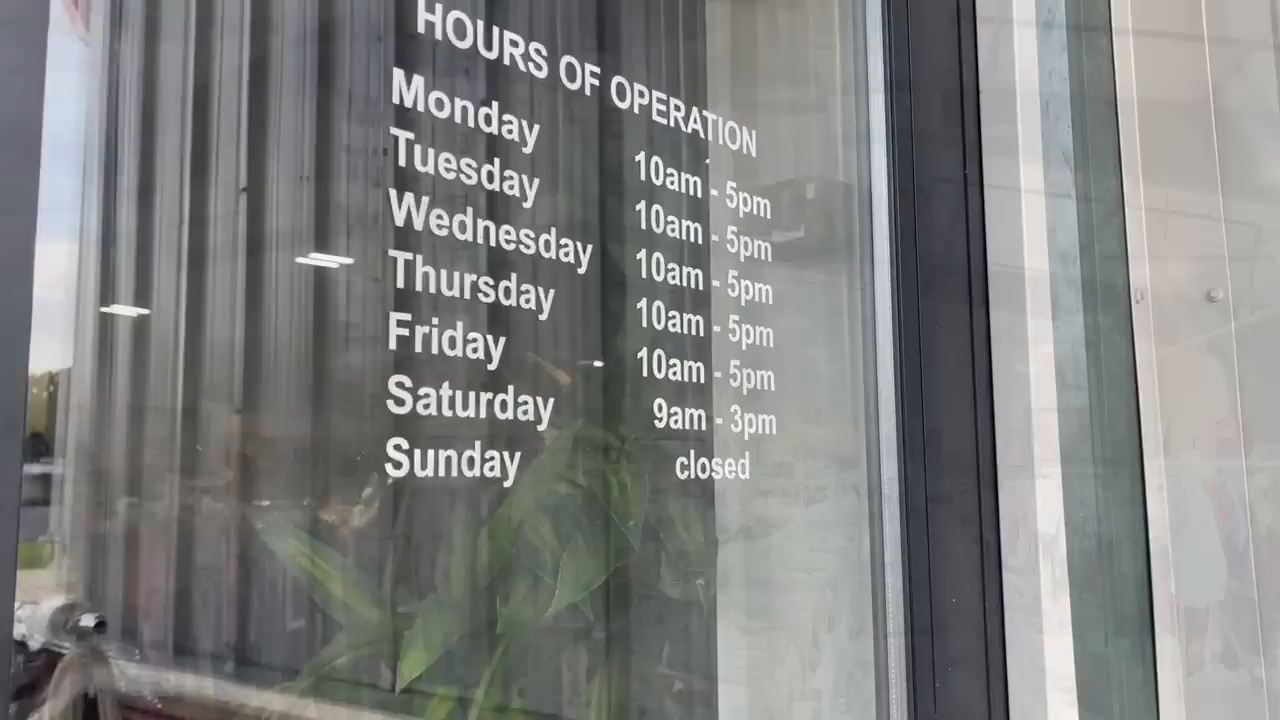 HOURS OF OPERATION
Monday 10am - 5pm
Tuesday 10am - 5pm
Wednesday 10am - 5pm
Thursday 10am - 5pm
Friday 10am - 5pm
Saturday 9am - 3pm
Sunday closed